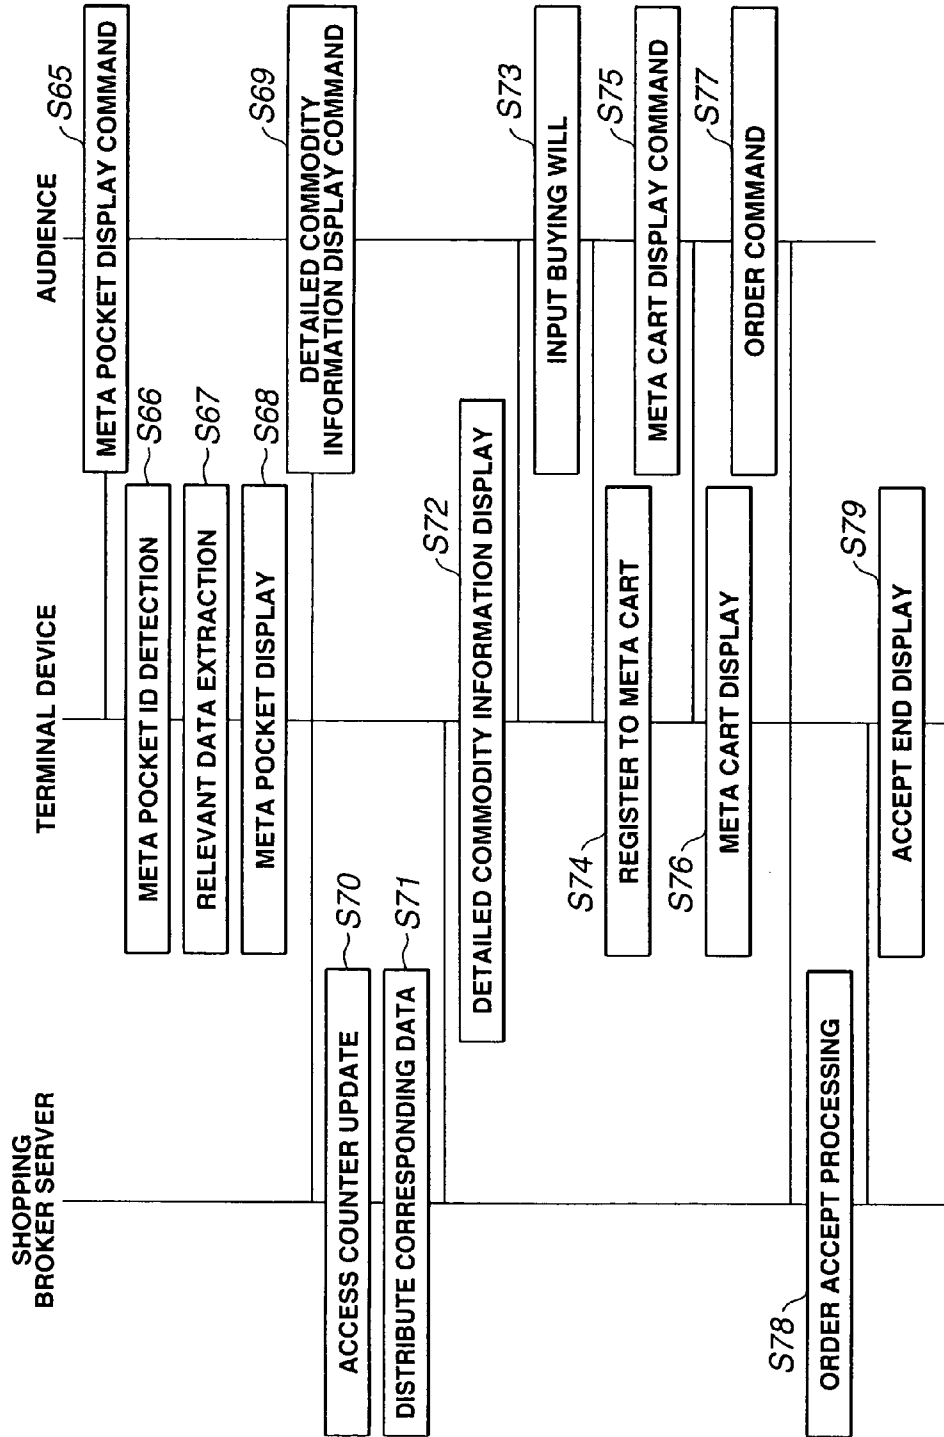 SHOPPING
BROKER SERVER
TERMINAL DEVICE
AUDIENCE
S65
META POCKET DISPLAY COMMAND
META POCKET ID DETECTION
S66
RELEVANT DATA EXTRACTION
S67
META POCKET DISPLAY
S68
S69
DETAILED COMMODITY
INFORMATION DISPLAY COMMAND
ACCESS COUNTER UPDATE
S70
DISTRIBUTE CORRESPONDING DATA
S71
S72
DETAILED COMMODITY INFORMATION DISPLAY
S73
INPUT BUYING WILL
S74
REGISTER TO META CART
S75
META CART DISPLAY COMMAND
S76
META CART DISPLAY
S77
ORDER COMMAND
S78
ORDER ACCEPT PROCESSING
S79
ACCEPT END DISPLAY